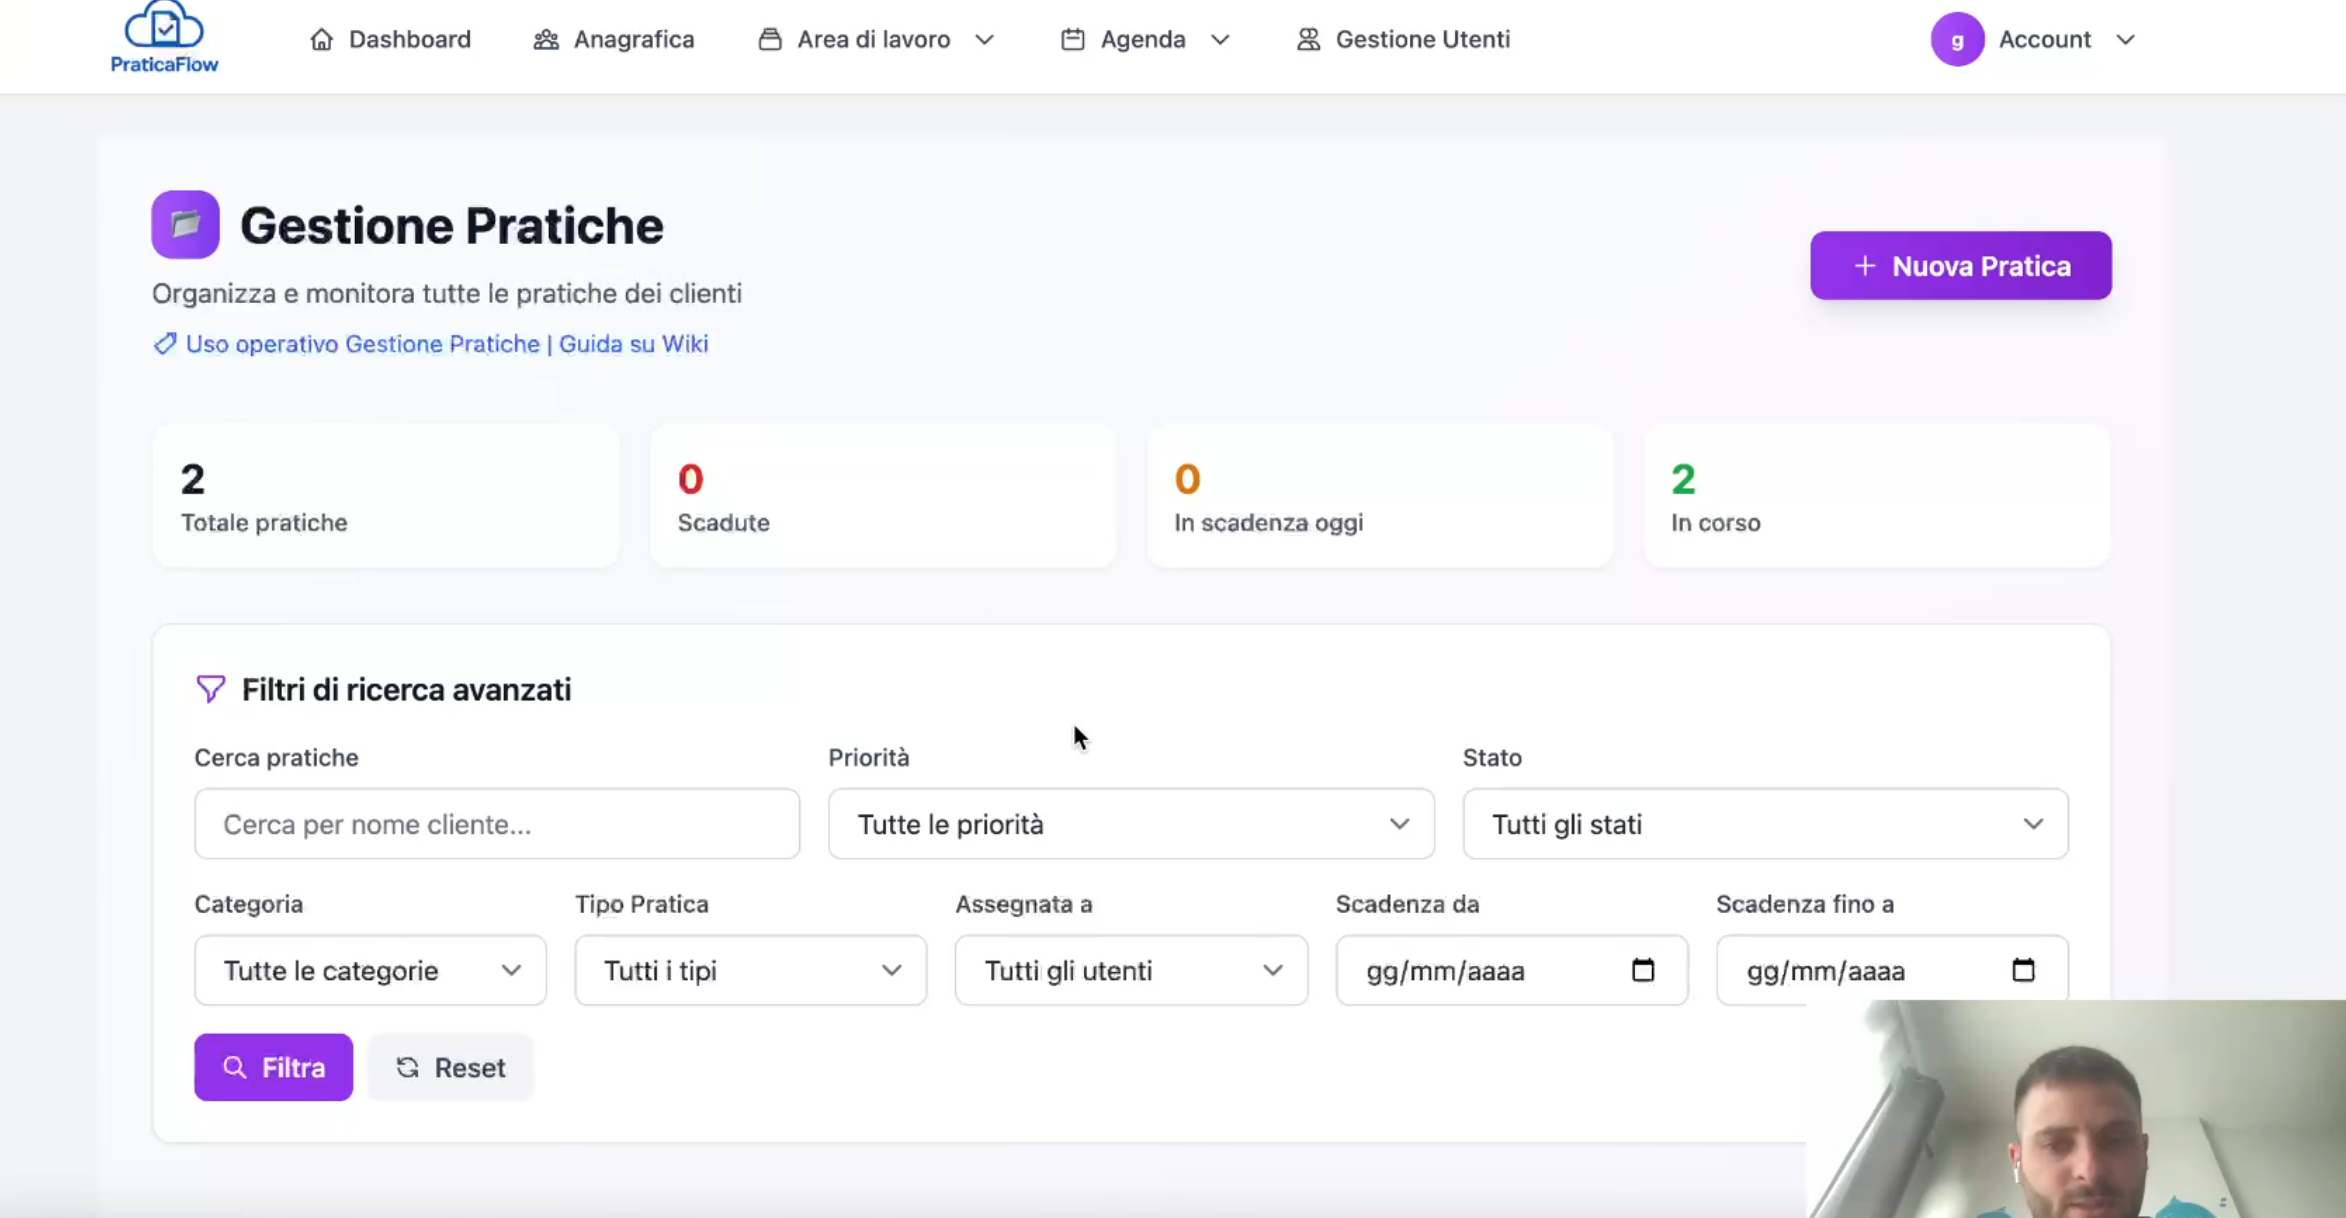 PraticaFlow
Dashboard
Anagrafica
Area di lavoro
Agenda
Gestione Utenti
g
Account
Gestione Pratiche
Organizza e monitora tutte le pratiche dei clienti
Uso operativo Gestione Pratiche | Guida su Wiki
+ Nuova Pratica
2
Totale pratiche
0
Scadute
0
In scadenza oggi
2
In corso
Filtri di ricerca avanzati
Cerca pratiche
Cerca per nome cliente...
Priorità
Tutte le priorità
Stato
Tutti gli stati
Categoria
Tutte le categorie
Tipo Pratica
Tutti i tipi
Assegnata a
Tutti gli utenti
Scadenza da
gg/mm/aaaa
Scadenza fino a
gg/mm/aaaa
Filtra
Reset